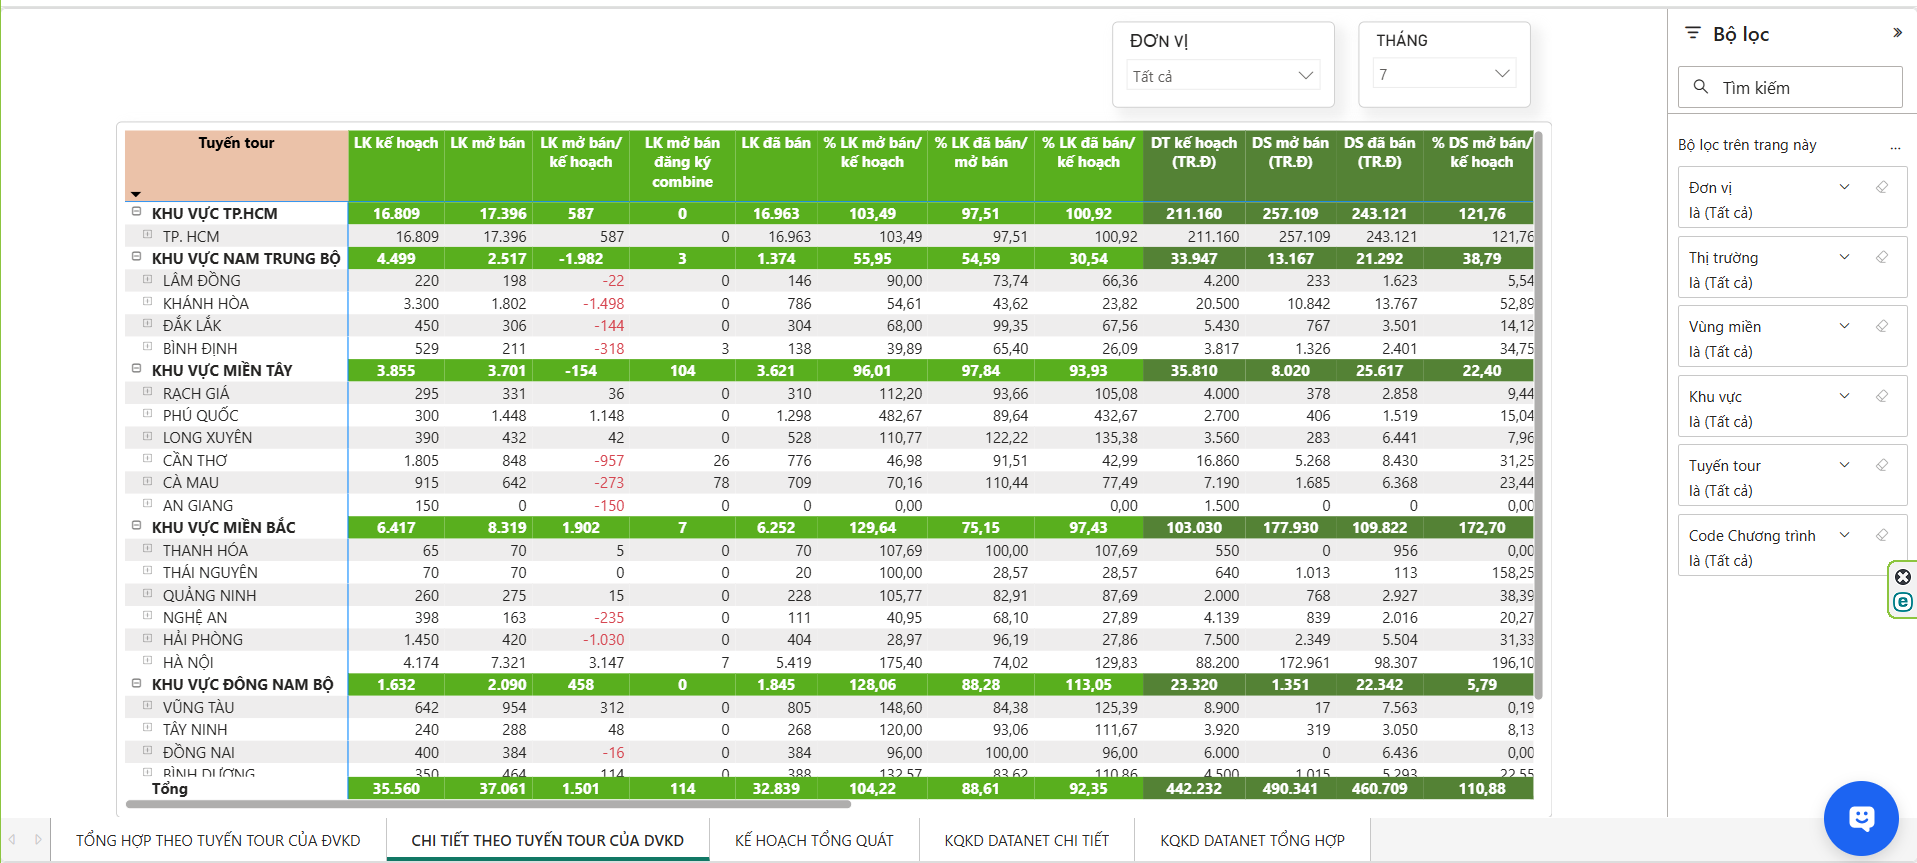 ĐƠN VỊ
Tất cả
THÁNG
7
Bộ lọc
Tìm kiếm
Bộ lọc trên trang này ...
Đơn vị
là (Tất cả)
Thị trường
là (Tất cả)
Vùng miền
là (Tất cả)
Khu vực
là (Tất cả)
Tuyến tour
là (Tất cả)
Code Chương trình
là (Tất cả)
Tuyến tour LK kế hoạch LK mở bán LK mở bán/ kế hoạch LK mở bán đăng ký combine LK đã bán % LK mở bán/ kế hoạch % LK đã bán/ mở bán % LK đã bán/ kế hoạch DT kế hoạch (TR.Đ) DS mở bán (TR.Đ) DS đã bán (TR.Đ) % DS mở bán/ kế hoạch
KHU VỰC TP.HCM 16.809 17.396 587 0 16.963 103,49 97,51 100,92 211.160 257.109 243.121 121,76
TP. HCM 16.809 17.396 587 0 16.963 103,49 97,51 100,92 211.160 257.109 243.121 121,76
KHU VỰC NAM TRUNG BỘ 4.499 2.517 -1.982 3 1.374 55,95 54,59 30,54 33.947 13.167 21.292 38,79
LÂM ĐỒNG 220 198 -22 0 146 90,00 73,74 66,36 4.200 233 1.623 5,54
KHÁNH HÒA 3.300 1.802 -1.498 0 786 54,61 43,62 23,82 20.500 10.842 13.767 52,89
ĐẮK LẮK 450 306 -144 0 304 68,00 99,35 67,56 5.430 767 3.501 14,12
BÌNH ĐỊNH 529 211 -318 3 138 39,89 65,40 26,09 3.817 1.326 2.401 34,75
KHU VỰC MIỀN TÂY 3.855 3.701 -154 104 3.621 96,01 97,84 93,93 35.810 8.020 25.617 22,40
RẠCH GIÁ 295 331 36 0 310 112,20 93,66 105,08 4.000 378 2.858 9,44
PHÚ QUỐC 300 1.448 1.148 0 1.298 482,67 89,64 432,67 2.700 406 1.519 15,04
LONG XUYÊN 390 432 42 0 528 110,77 122,22 135,38 3.560 283 6.441 7,96
CẦN THƠ 1.805 848 -957 26 776 46,98 91,51 42,99 16.860 5.268 8.430 31,25
CÀ MAU 915 642 -273 78 709 70,16 110,44 77,49 7.190 1.685 6.368 23,44
AN GIANG 150 0 -150 0 0 0,00 0,00 1.500 0 0 0,00
KHU VỰC MIỀN BẮC 6.417 8.319 1.902 7 6.252 129,64 75,15 97,43 103.030 177.930 109.822 172,70
THANH HÓA 65 70 5 0 70 107,69 100,00 107,69 550 0 956 0,00
THÁI NGUYÊN 70 70 0 0 20 100,00 28,57 28,57 640 1.013 113 158,25
QUẢNG NINH 260 275 15 0 228 105,77 82,91 87,69 2.000 768 2.927 38,39
NGHỆ AN 398 163 -235 0 111 40,95 68,10 27,89 4.139 839 2.016 20,27
HẢI PHÒNG 1.450 420 -1.030 0 404 28,97 96,19 27,86 7.500 2.349 5.504 31,33
HÀ NỘI 4.174 7.321 3.147 7 5.419 175,40 74,02 129,83 88.200 172.961 98.307 196,10
KHU VỰC ĐÔNG NAM BỘ 1.632 2.090 458 0 1.845 128,06 88,28 113,05 23.320 1.351 22.342 5,79
VŨNG TÀU 642 954 312 0 805 148,60 84,38 125,39 8.900 17 7.563 0,19
TÂY NINH 240 288 48 0 268 120,00 93,06 111,67 3.920 319 3.050 8,13
ĐỒNG NAI 400 384 -16 0 384 96,00 100,00 96,00 6.000 0 6.436 0,00
BÌNH DƯƠNG 350 464 114 0 388 132,57 83,62 110,86 4.500 1.015 5.293 22,55
Tổng 35.560 37.061 1.501 114 32.839 104,22 88,61 92,35 442.232 490.341 460.709 110,88
TỔNG HỢP THEO TUYẾN TOUR CỦA ĐVKD
CHI TIẾT THEO TUYẾN TOUR CỦA DVKD
KẾ HOẠCH TỔNG QUÁT
KQKD DATANET CHI TIẾT
KQKD DATANET TỔNG HỢP